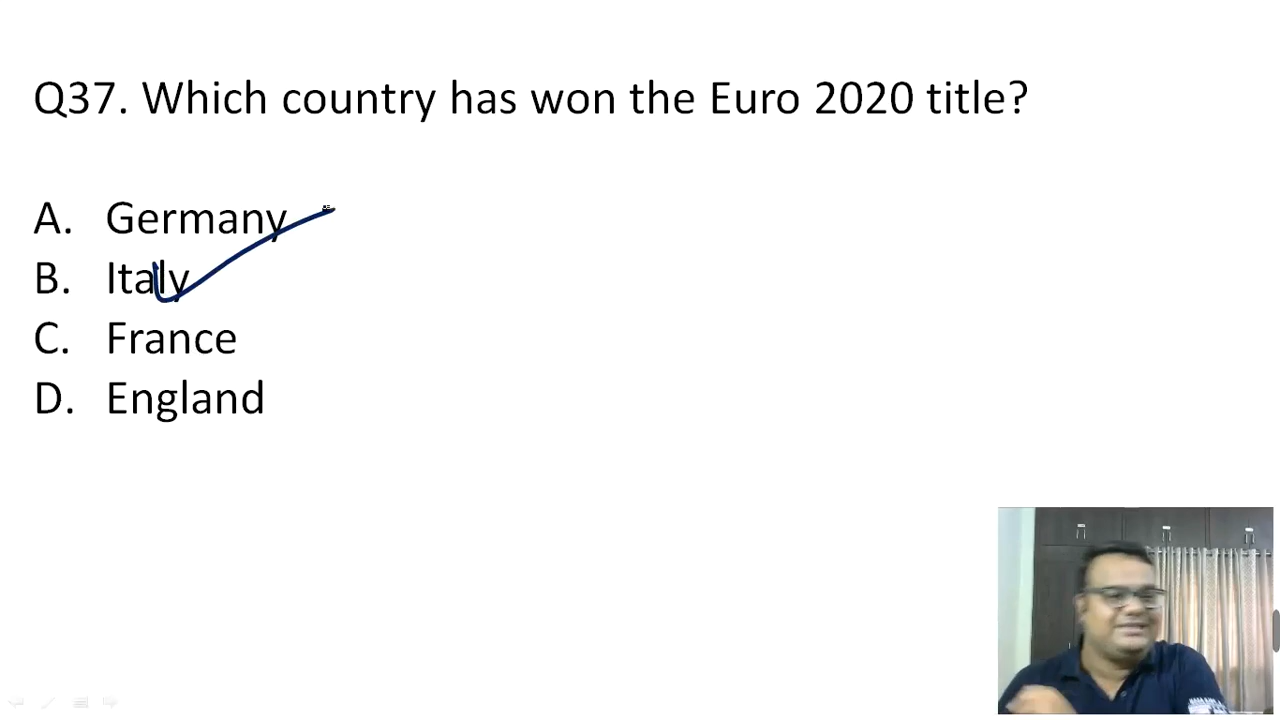 Q37. Which country has won the Euro 2020 title?
A. Germany
B. Italy
C. France
D. England